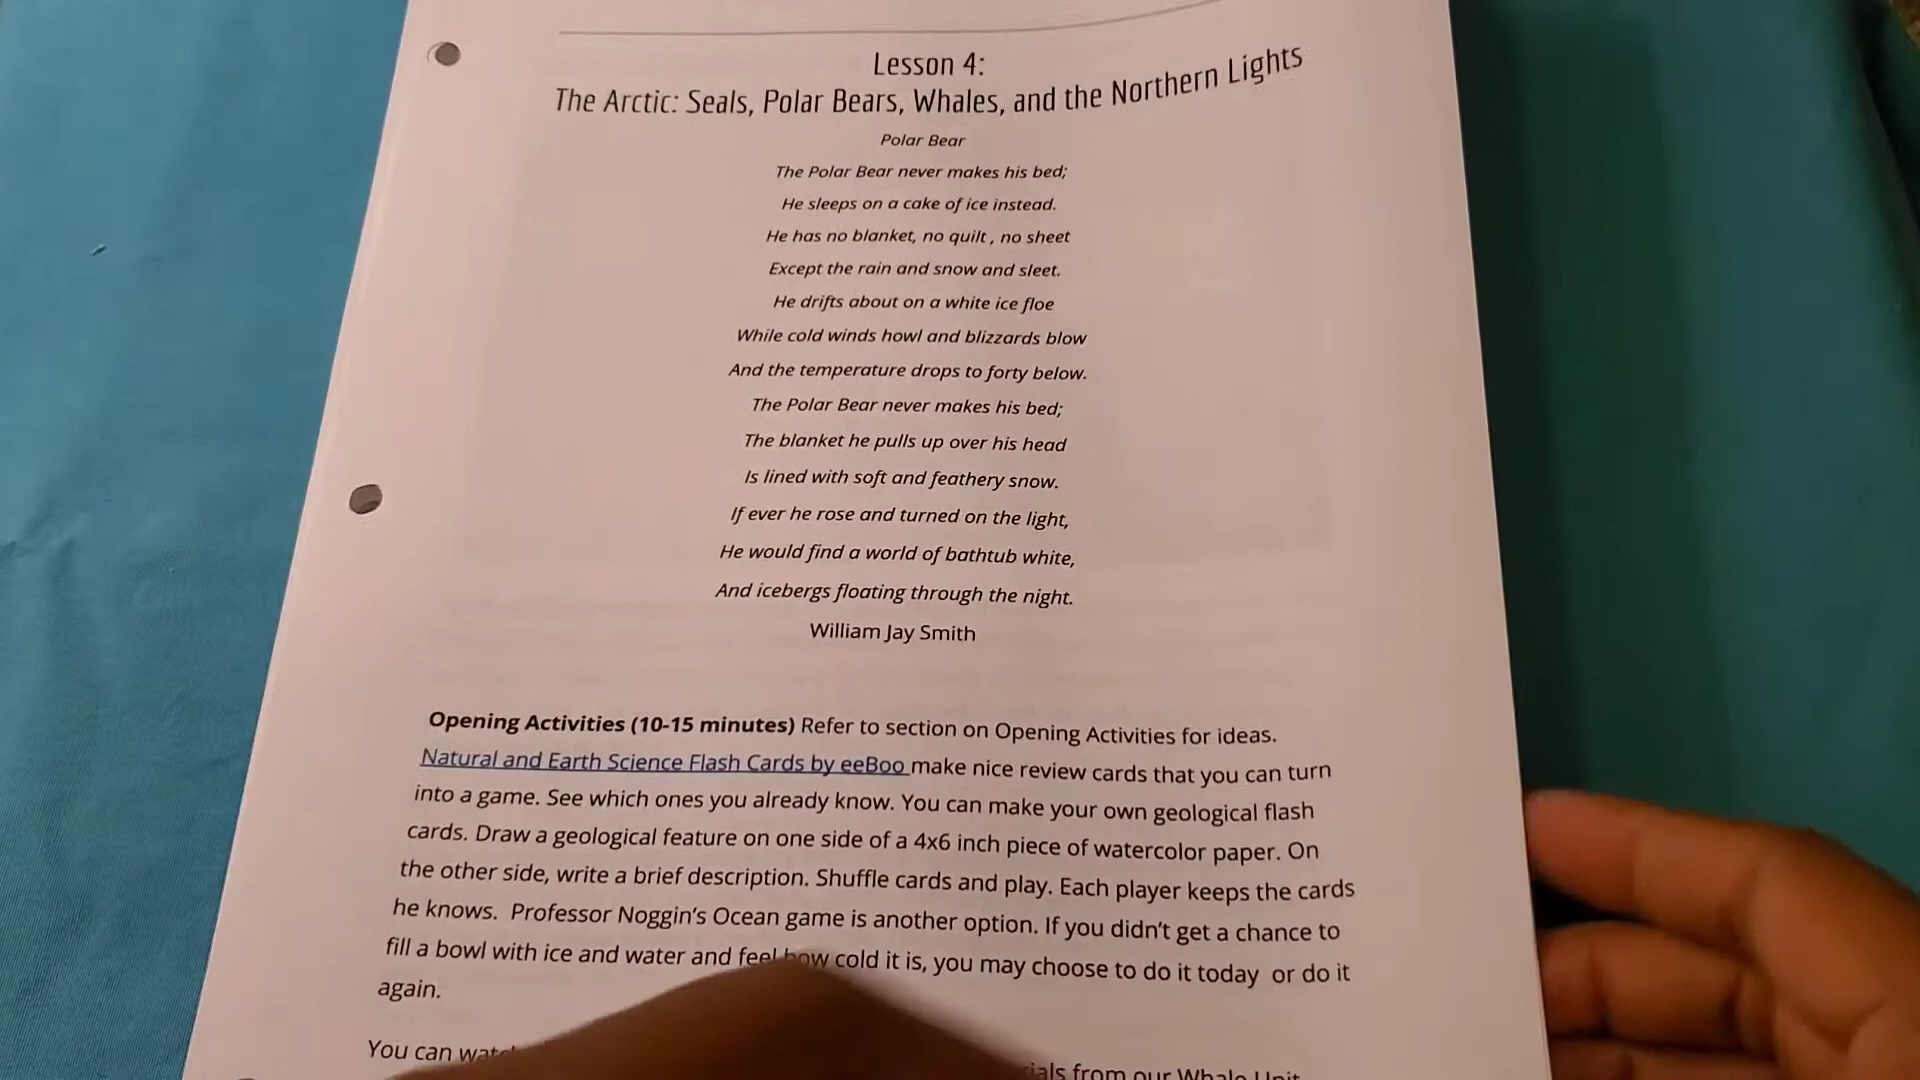 Lesson 4:
The Arctic: Seals, Polar Bears, Whales, and the Northern Lights
Polar Bear
The Polar Bear never makes his bed;
He sleeps on a cake of ice instead.
He has no blanket, no quilt , no sheet
Except the rain and snow and sleet.
He drifts about on a white ice floe
While cold winds howl and blizzards blow
And the temperature drops to forty below.
The Polar Bear never makes his bed;
The blanket he pulls up over his head
Is lined with soft and feathery snow.
If ever he rose and turned on the light,
He would find a world of bathtub white,
And icebergs floating through the night.
William Jay Smith
Opening Activities (10-15 minutes) Refer to section on Opening Activities for ideas.
Natural and Earth Science Flash Cards by eeBoo make nice review cards that you can turn
into a game. See which ones you already know. You can make your own geological flash
cards. Draw a geological feature on one side of a 4x6 inch piece of watercolor paper. On
the other side, write a brief description. Shuffle cards and play. Each player keeps the cards
he knows. Professor Noggin's Ocean game is another option. If you didn't get a chance to
fill a bowl with ice and water and feel how cold it is, you may choose to do it today or do it
again.
You can from our Whale Unit